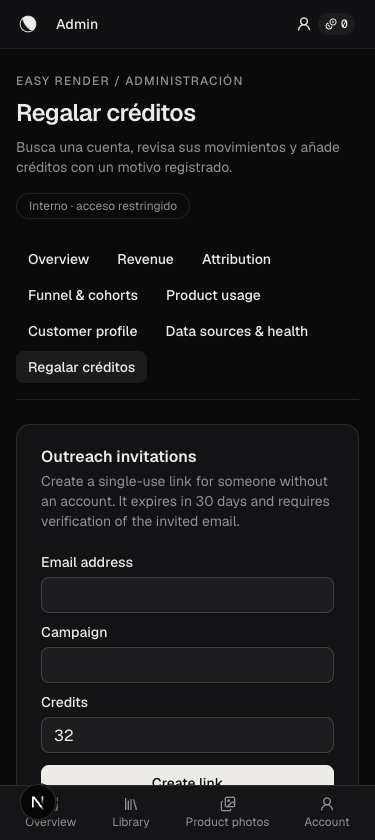 Admin
0
EASY RENDER / ADMINISTRACIÓN
Regalar créditos
Busca una cuenta, revisa sus movimientos y añade
créditos con un motivo registrado.
Interno · acceso restringido
Overview Revenue Attribution
Funnel & cohorts Product usage
Customer profile Data sources & health
Regalar créditos
Outreach invitations
Create a single-use link for someone without
an account. It expires in 30 days and requires
verification of the invited email.
Email address
Campaign
Credits
32
Create link
N
Overview Library Product photos Account